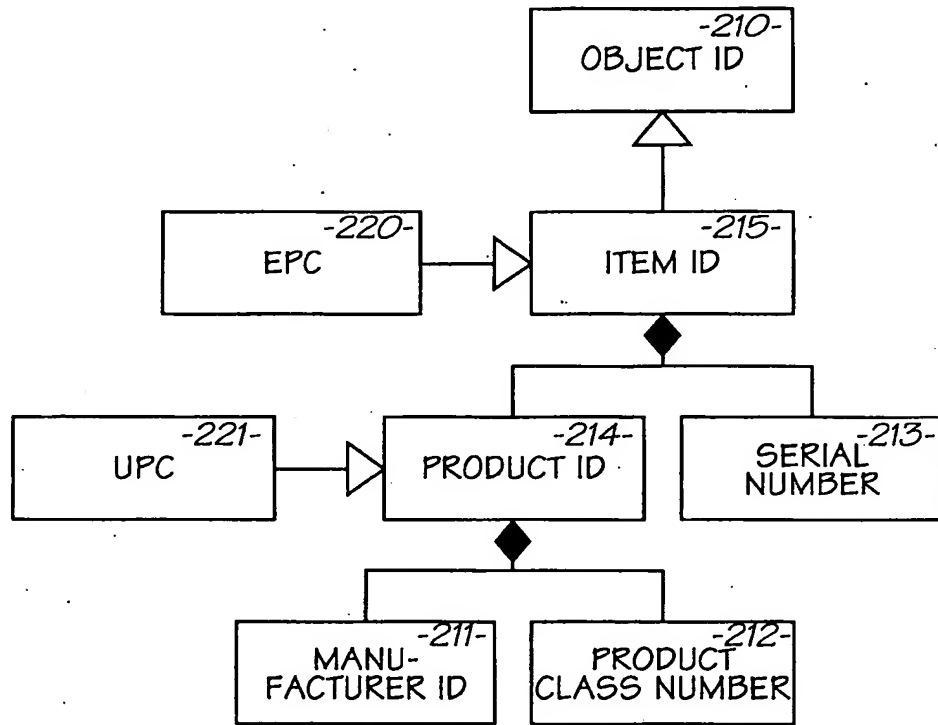 -210-
OBJECT ID
-220-
EPC
-215-
ITEM ID
-221-
UPC
-214-
PRODUCT ID
-213-
SERIAL
NUMBER
-211-
MANU-
FACTURER ID
-212-
PRODUCT
CLASS NUMBER